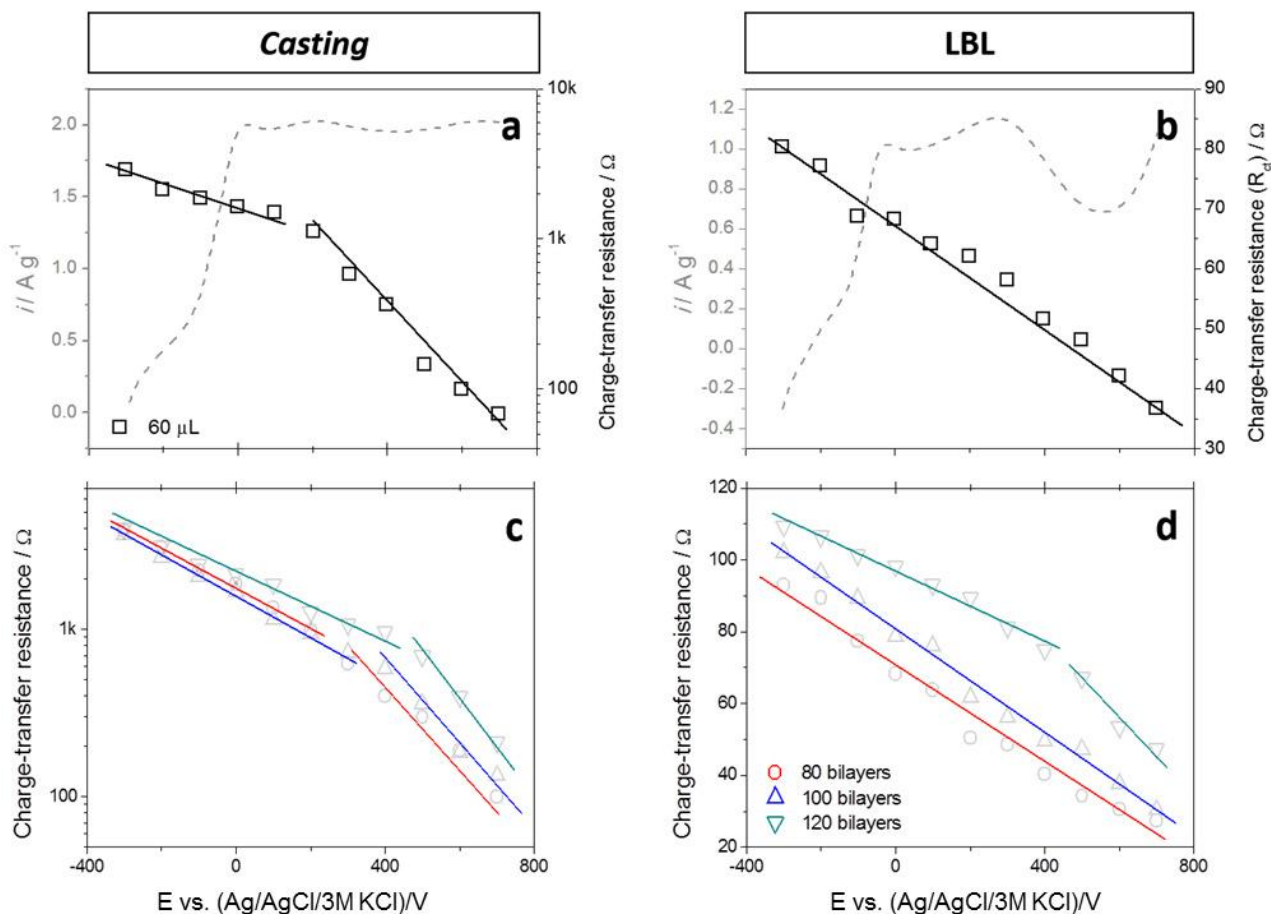 Casting
LBL
a
10k
1k
100
2.0
1.5
1.0
0.5
0.0
i / A g⁻¹
Charge-transfer resistance / Ω
60 μL
b
1.2
1.0
0.8
0.6
0.4
0.2
0.0
-0.2
-0.4
i / A g⁻¹
90
80
70
60
50
40
30
Charge-transfer resistance (Rct) / Ω
c
1k
100
Charge-transfer resistance / Ω
-400
0
400
800
E vs. (Ag/AgCl/3M KCl)/V
d
120
100
80
60
40
20
Charge-transfer resistance / Ω
80 bilayers
100 bilayers
120 bilayers
-400
0
400
800
E vs. (Ag/AgCl/3M KCl)/V